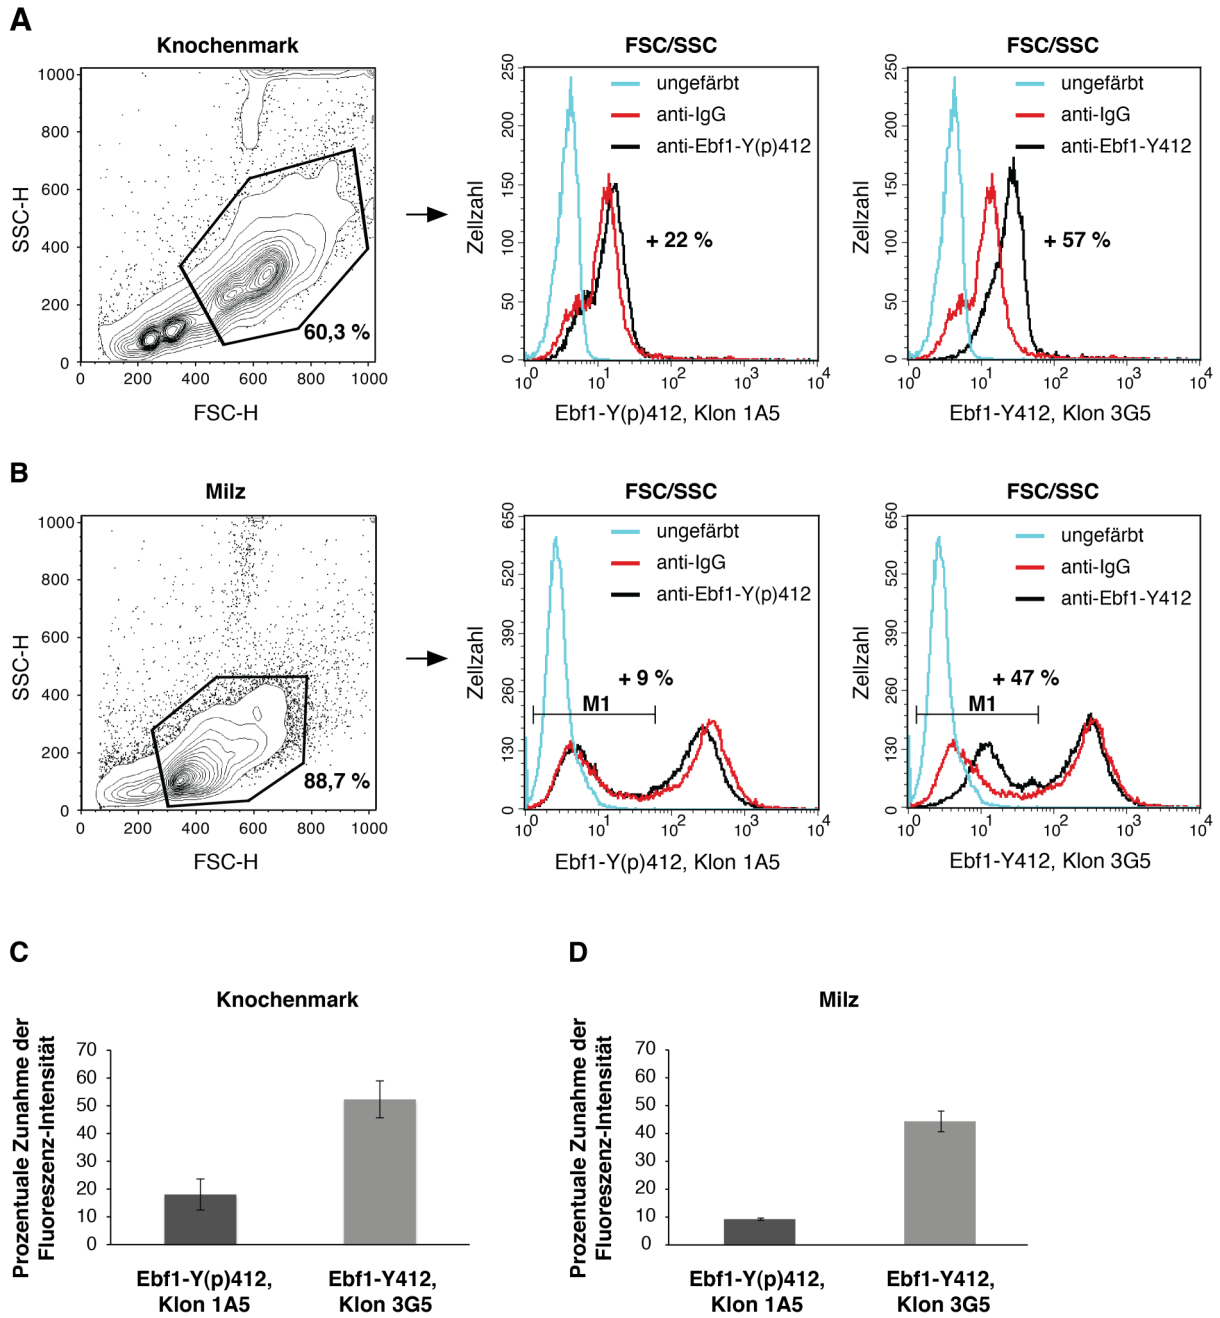 A
Knochenmark
FSC/SSC
FSC/SSC
1000
800
600
400
200
0
SSC-H
60,3 %
0 200 400 600 800 1000
FSC-H
250
200
150
100
50
0
Zellzahl
ungefärbt
anti-IgG
anti-Ebf1-Y(p)412
+ 22 %
10^0 10^1 10^2 10^3 10^4
Ebf1-Y(p)412, Klon 1A5
250
200
150
100
50
0
Zellzahl
ungefärbt
anti-IgG
anti-Ebf1-Y412
+ 57 %
10^0 10^1 10^2 10^3 10^4
Ebf1-Y412, Klon 3G5
B
Milz
FSC/SSC
FSC/SSC
1000
800
600
400
200
0
SSC-H
88,7 %
0 200 400 600 800 1000
FSC-H
650
520
390
260
130
0
Zellzahl
ungefärbt
anti-IgG
anti-Ebf1-Y(p)412
+ 9 %
M1
10^0 10^1 10^2 10^3 10^4
Ebf1-Y(p)412, Klon 1A5
650
520
390
260
130
0
Zellzahl
ungefärbt
anti-IgG
anti-Ebf1-Y412
+ 47 %
M1
10^0 10^1 10^2 10^3 10^4
Ebf1-Y412, Klon 3G5
C
Knochenmark
Prozentuale Zunahme der
Fluoreszenz-Intensität
70
60
50
40
30
20
10
0
Ebf1-Y(p)412,
Klon 1A5
Ebf1-Y412,
Klon 3G5
D
Milz
Prozentuale Zunahme der
Fluoreszenz-Intensität
70
60
50
40
30
20
10
0
Ebf1-Y(p)412,
Klon 1A5
Ebf1-Y412,
Klon 3G5